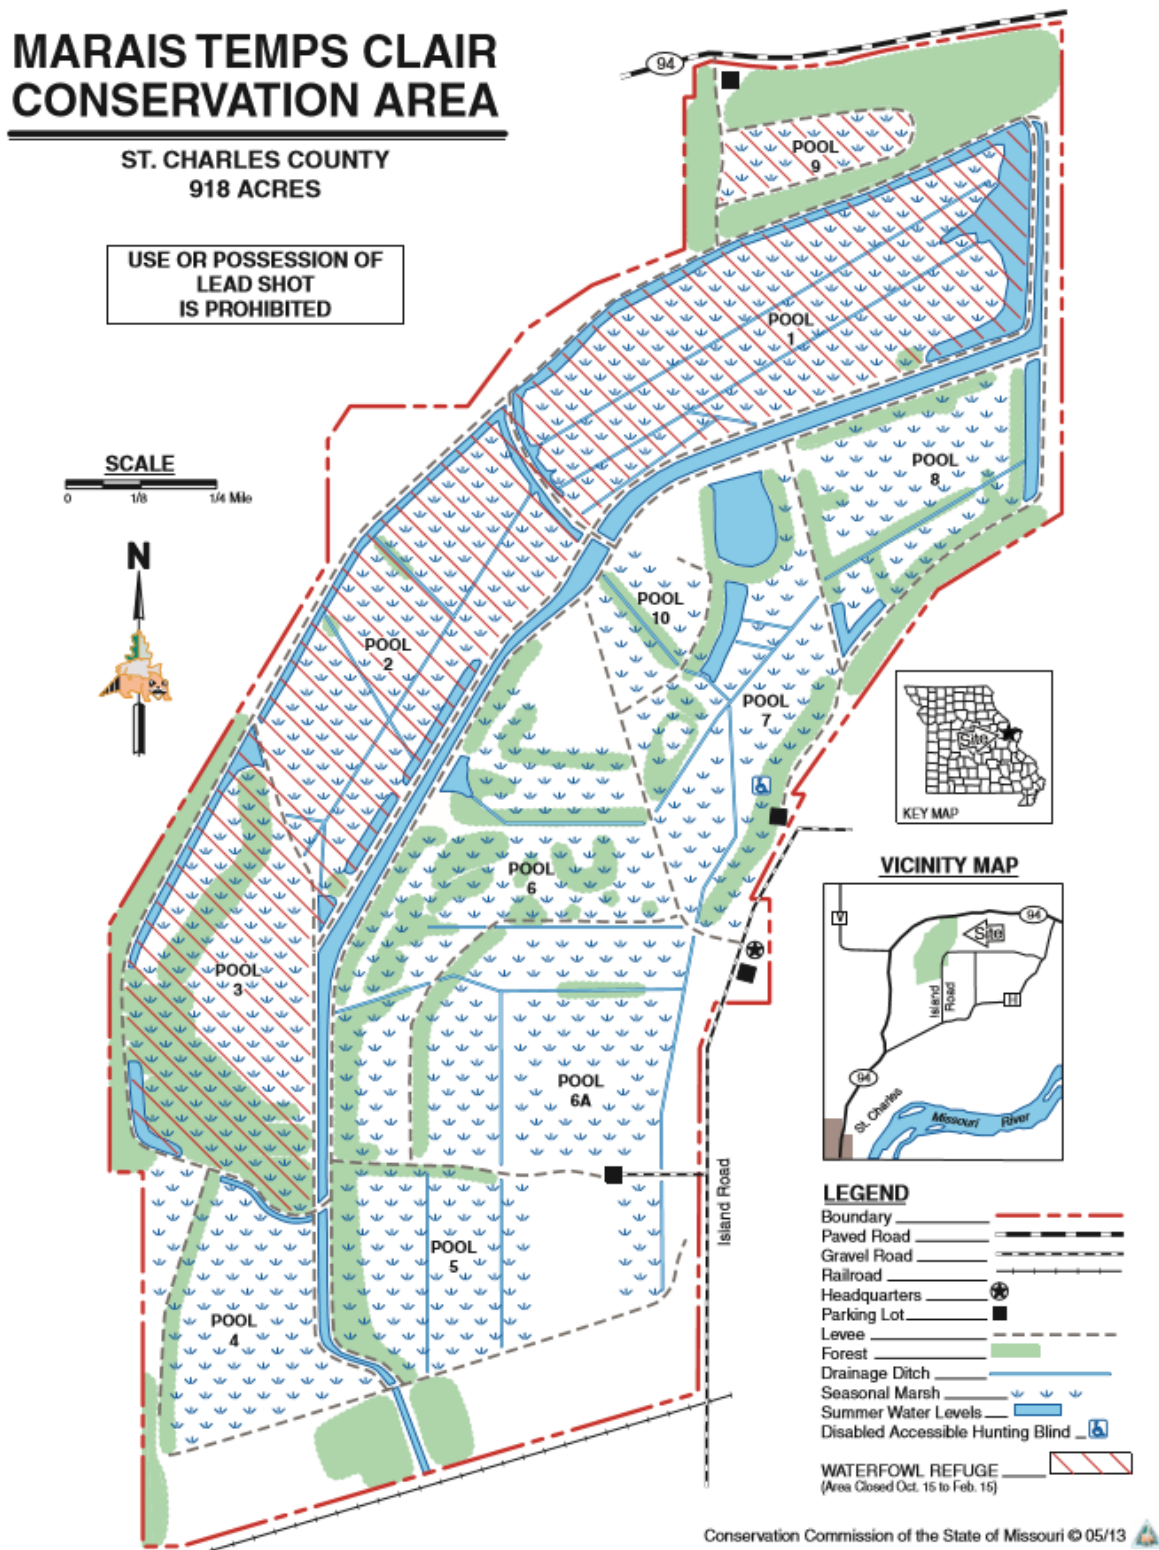 MARAIS TEMPS CLAIR
CONSERVATION AREA
ST. CHARLES COUNTY
918 ACRES
USE OR POSSESSION OF
LEAD SHOT
IS PROHIBITED
SCALE
0 1/8 1/4 Mile
N
94
POOL
9
POOL
1
POOL
8
POOL
10
POOL
2
POOL
7
POOL
6
POOL
3
POOL
6A
POOL
5
POOL
4
Island Road
Site
KEY MAP
VICINITY MAP
V
94
Site
Island
Road
H
94
St. Charles
Missouri River
LEGEND
Boundary
Paved Road
Gravel Road
Railroad
Headquarters
Parking Lot
Levee
Forest
Drainage Ditch
Seasonal Marsh
Summer Water Levels
Disabled Accessible Hunting Blind
WATERFOWL REFUGE
(Area Closed Oct. 15 to Feb. 15)
Conservation Commission of the State of Missouri © 05/13